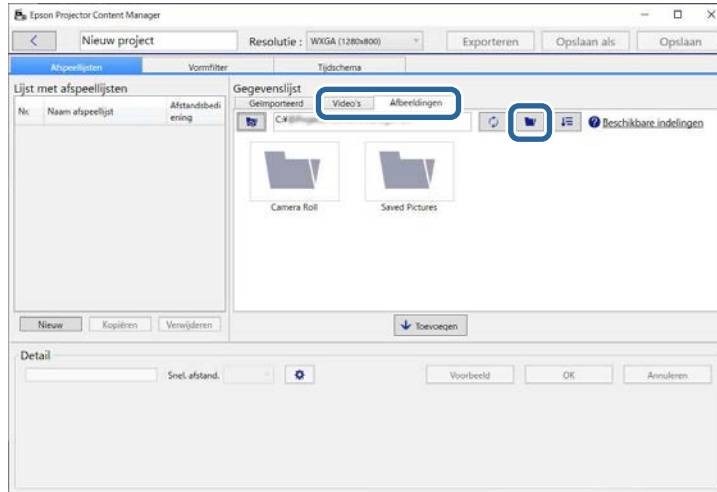 Epson Projector Content Manager
Nieuw project Resolutie : WXGA (1280x800) Exporteren Opslaan als Opslaan
Afspeellijsten Vormfilter Tijdschema
Lijst met afspeellijsten
Nr. Naam afspeellijst Afstandsbedi
ening
Gegevenslijst
Geïmporteerd Video's Afbeeldingen
C:¥
Beschikbare indelingen
Camera Roll Saved Pictures
Nieuw Kopiëren Verwijderen
Toevoegen
Detail
Snel. afstand. Voorbeeld OK Annuleren